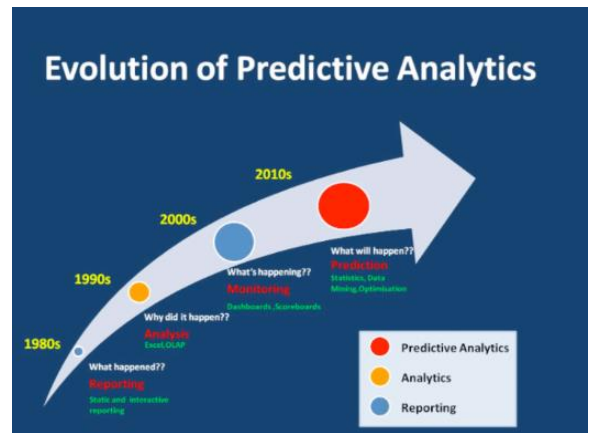 Evolution of Predictive Analytics
2010s
2000s
1990s
1980s
What will happen??
Prediction
Statistics, Data
Mining,Optimisation
What's happening??
Monitoring
Dashboards ,Scoreboards
Why did it happen??
Analysis
Excel,OLAP
What happened??
Reporting
Static and interactive
reporting
Predictive Analytics
Analytics
Reporting